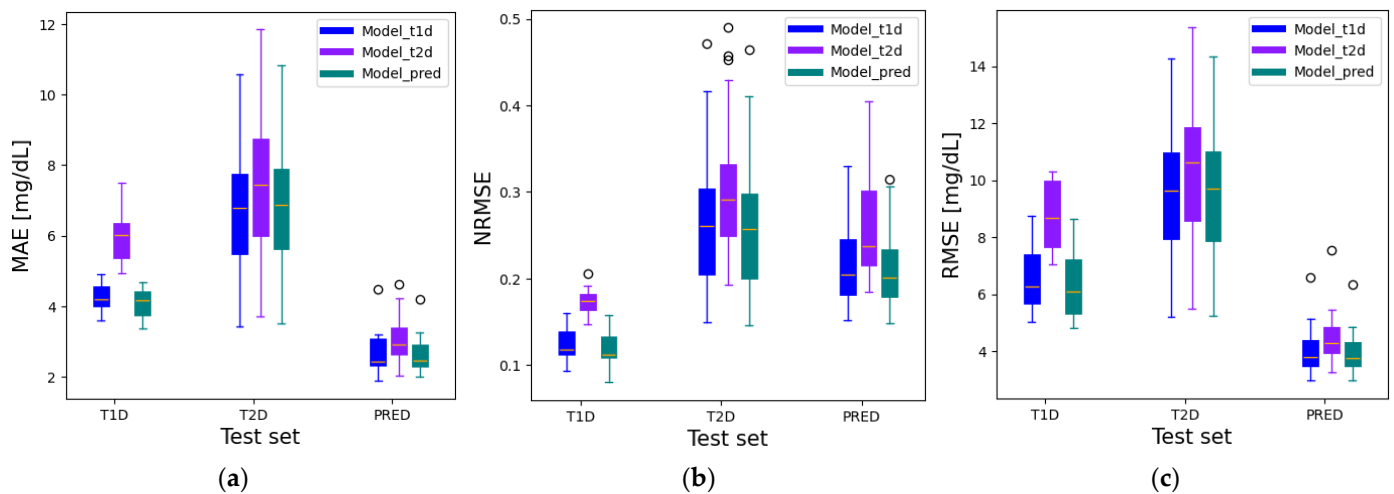 MAE [mg/dL]
12
10
8
6
4
2
Model_t1d
Model_t2d
Model_pred
T1D T2D PRED
Test set
(a)
NRMSE
0.5
0.4
0.3
0.2
0.1
Model_t1d
Model_t2d
Model_pred
T1D T2D PRED
Test set
(b)
RMSE [mg/dL]
14
12
10
8
6
4
Model_t1d
Model_t2d
Model_pred
T1D T2D PRED
Test set
(c)